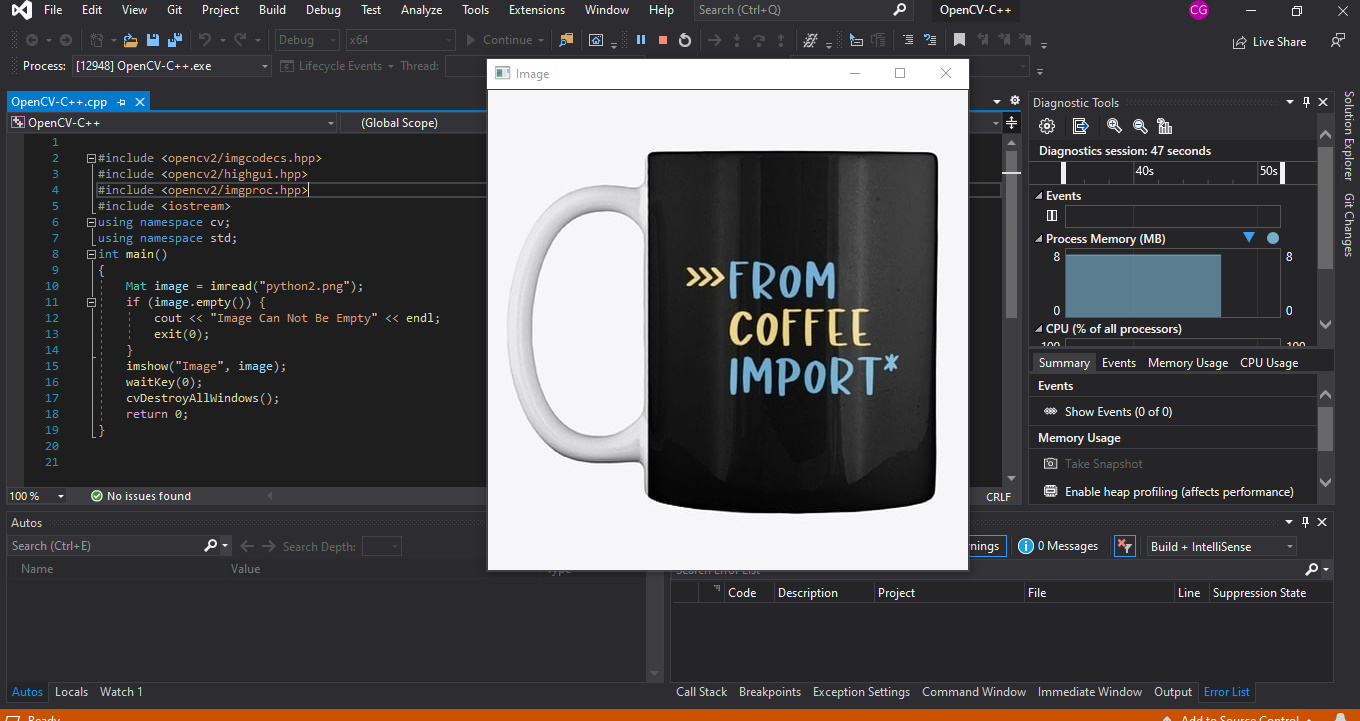 File Edit View Git Project Build Debug Test Analyze Tools Extensions Window Help Search (Ctrl+Q) OpenCV-C++ CG
Debug x64 Continue Live Share
Process: [12948] OpenCV-C++.exe Lifecycle Events Thread:
Image
OpenCV-C++.cpp
OpenCV-C++ (Global Scope)
1
2 #include <opencv2/imgcodecs.hpp>
3 #include <opencv2/highgui.hpp>
4 #include <opencv2/imgproc.hpp>
5 #include <iostream>
6 using namespace cv;
7 using namespace std;
8 int main()
9 {
10 Mat image = imread("python2.png");
11 if (image.empty()) {
12 cout << "Image Can Not Be Empty" << endl;
13 exit(0);
14 }
15 imshow("Image", image);
16 waitKey(0);
17 cvDestroyAllWindows();
18 return 0;
19 }
20
21
>>>FROM
COFFEE
IMPORT*
100 % No issues found CRLF
Diagnostic Tools
Diagnostics session: 47 seconds
40s 50s
Events
Process Memory (MB)
8 8
0 0
CPU (% of all processors)
100 100
Summary Events Memory Usage CPU Usage
Events
Show Events (0 of 0)
Memory Usage
Take Snapshot
Enable heap profiling (affects performance)
Solution Explorer
Git Changes
Autos
Search (Ctrl+E) Search Depth:
Name Value Type
Autos Locals Watch 1
0 Messages Build + IntelliSense
Search Error List
Code Description Project File Line Suppression State
Call Stack Breakpoints Exception Settings Command Window Immediate Window Output Error List
Ready Add to Source Control